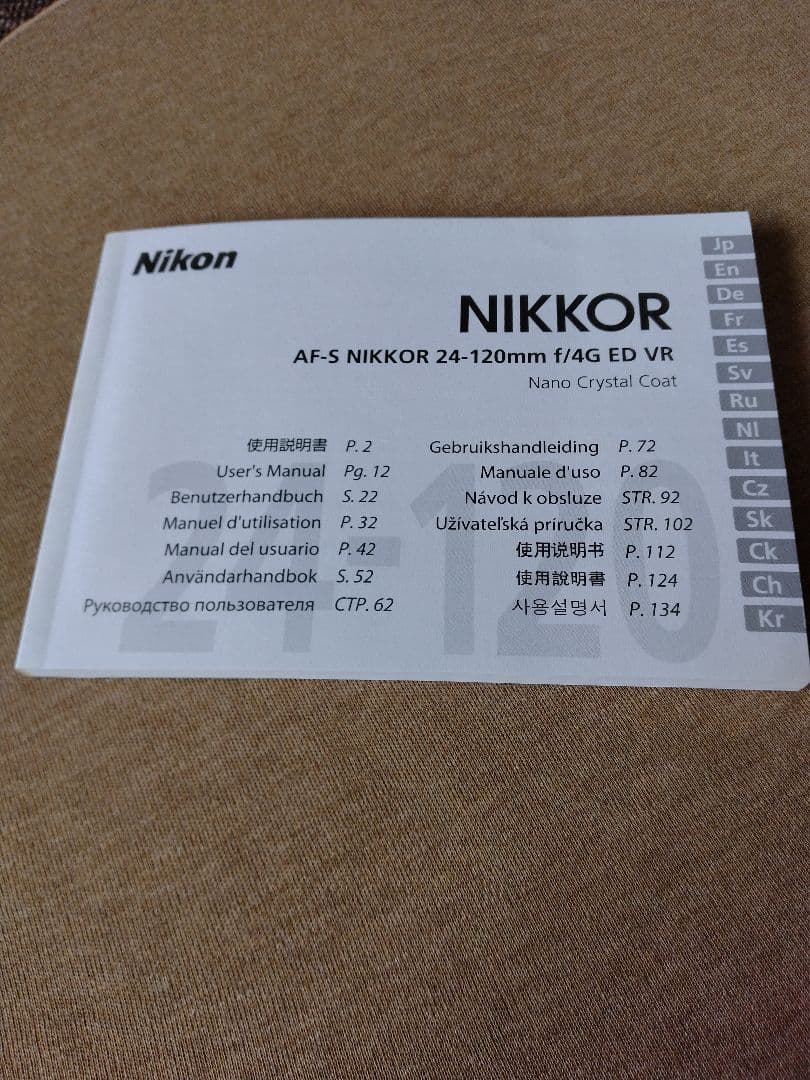 Nikon
NIKKOR
AF-S NIKKOR 24-120mm f/4G ED VR
Nano Crystal Coat
使用説明書 P. 2
User's Manual Pg. 12
Benutzerhandbuch S. 22
Manuel d'utilisation P. 32
Manual del usuario P. 42
Användarhandbok S. 52
Руководство пользователя СТР. 62
Gebruikshandleiding P. 72
Manuale d'uso P. 82
Návod k obsluze STR. 92
Užívateľská príručka STR. 102
使用说明书 P. 112
使用說明書 P. 124
사용설명서 P. 134
24-120
Jp
En
De
Fr
Es
Sv
Ru
Nl
It
Cz
Sk
Ck
Ch
Kr